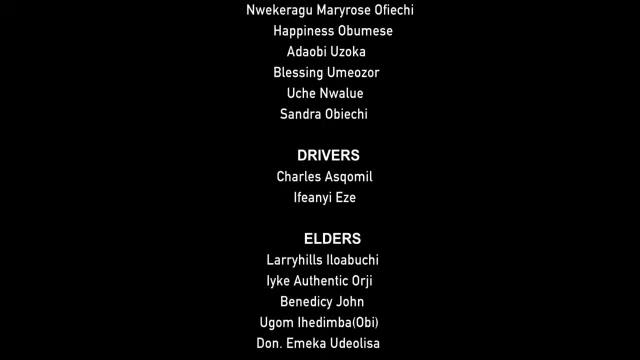 Nwekeragu Maryrose Ofiechi
Happiness Obumese
Adaobi Uzoka
Blessing Umeozor
Uche Nwalue
Sandra Obiechi
DRIVERS
Charles Asqomil
Ifeanyi Eze
ELDERS
Larryhills Iloabuchi
Iyke Authentic Orji
Benedicy John
Ugom Ihedimba(Obi)
Don. Emeka Udeolisa